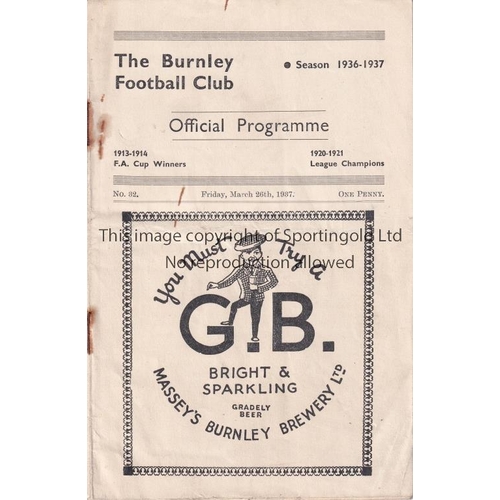 The Burnley
Football Club
● Season 1936-1937
Official Programme
1913-1914
F.A. Cup Winners
1920-1921
League Champions
No. 32.
Friday, March 26th, 1937.
ONE PENNY.
This image copyright of Sportingold Ltd
No reproduction allowed
You Must Try A
G.B.
BRIGHT &
SPARKLING
GRADELY
BEER
MASSEY'S BURNLEY BREWERY LTD